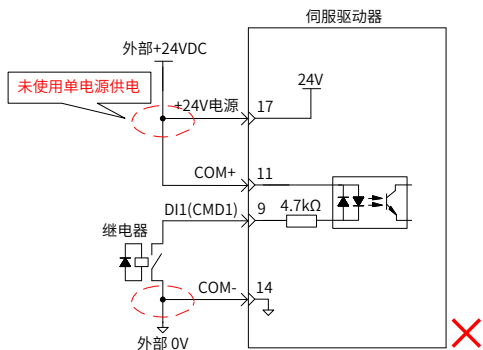 伺服驱动器
外部+24VDC
未使用单电源供电
24V
+24V电源
17
COM+
11
DI1(CMD1)
9
4.7kΩ
继电器
COM-
14
外部 0V